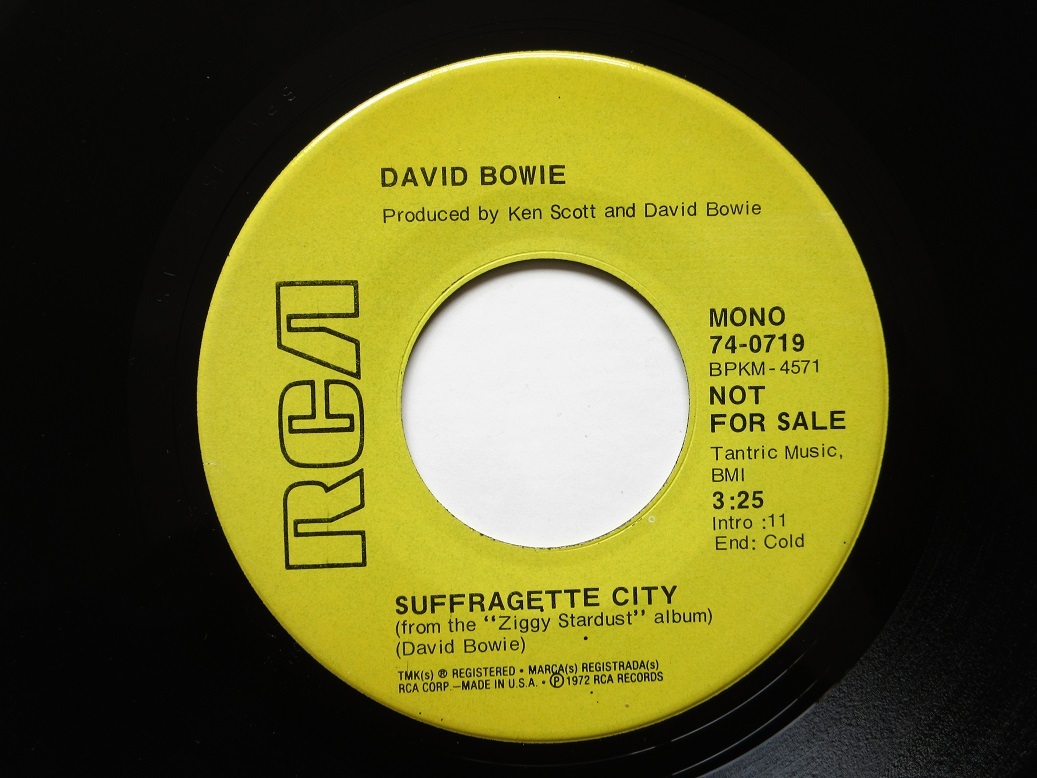 DAVID BOWIE
Produced by Ken Scott and David Bowie
RCA
MONO
74-0719
BPKM-4571
NOT
FOR SALE
Tantric Music,
BMI
3:25
Intro :11
End: Cold
SUFFRAGETTE CITY
(from the “Ziggy Stardust” album)
(David Bowie)
TMK(s) ® REGISTERED • MARCA(s) REGISTRADA(s)
RCA CORP.—MADE IN U.S.A. • ℗ 1972 RCA RECORDS